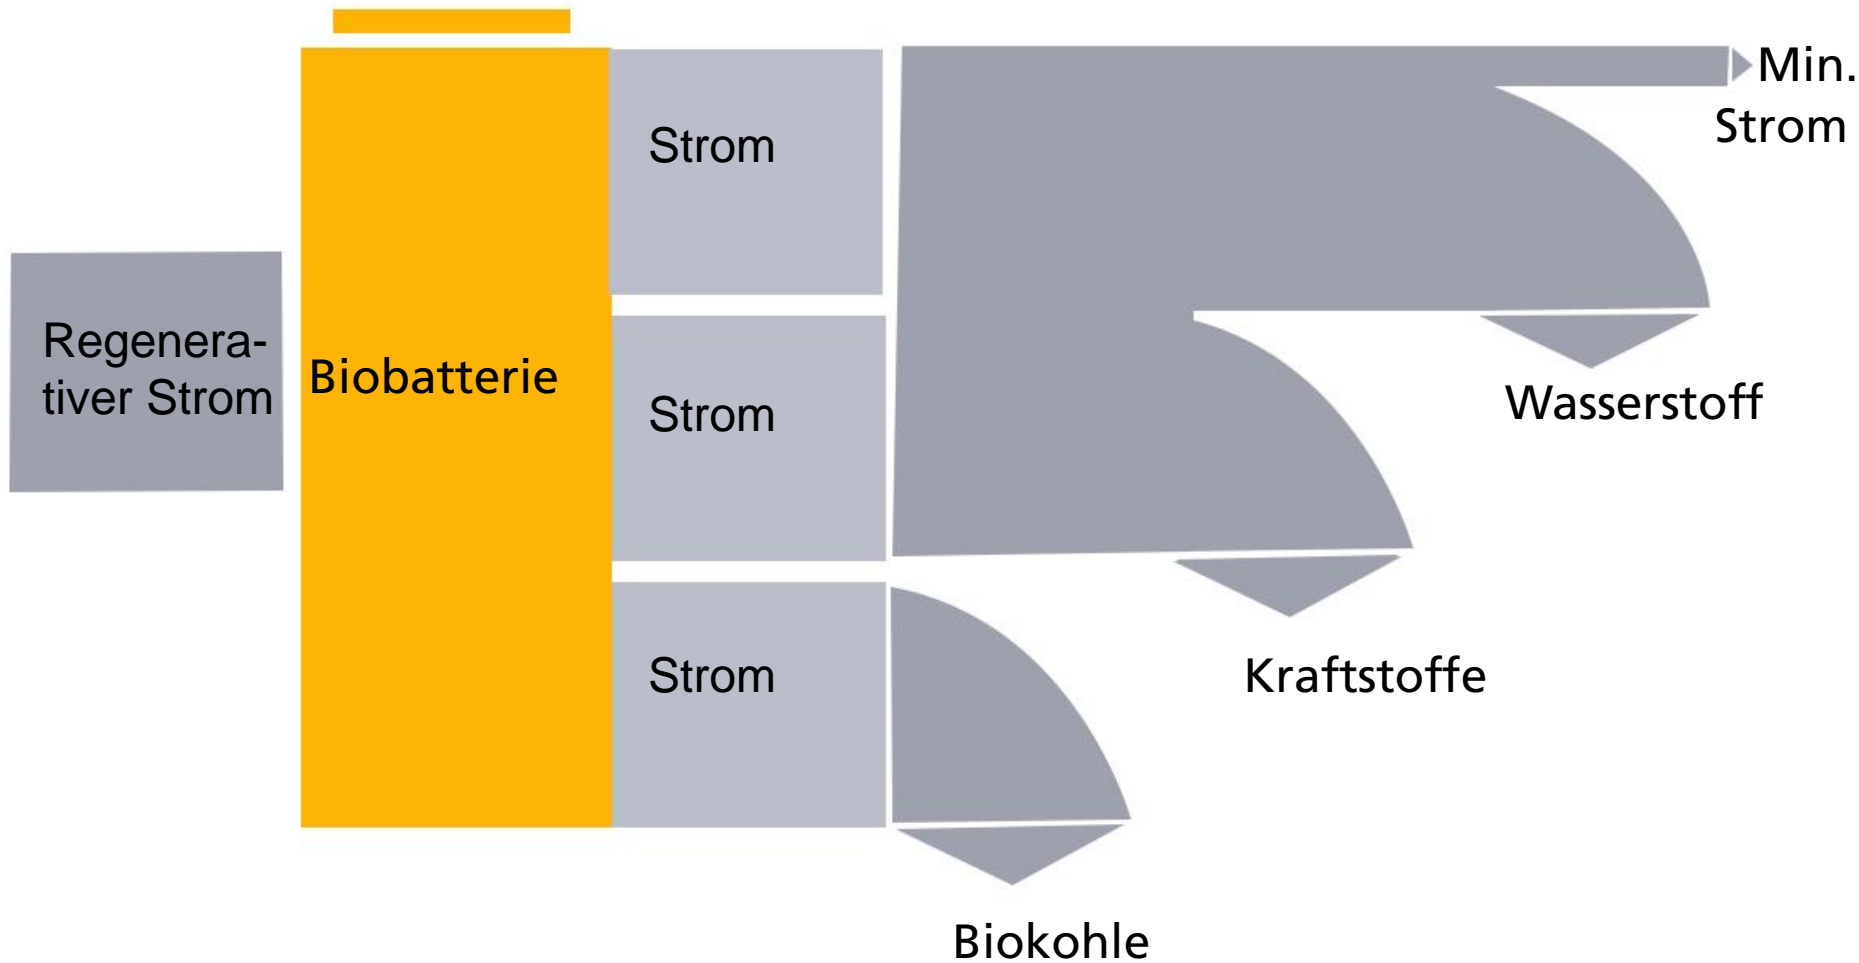 Min.
Strom
Strom
Regenera-
tiver Strom
Biobatterie
Strom
Wasserstoff
Strom
Kraftstoffe
Biokohle